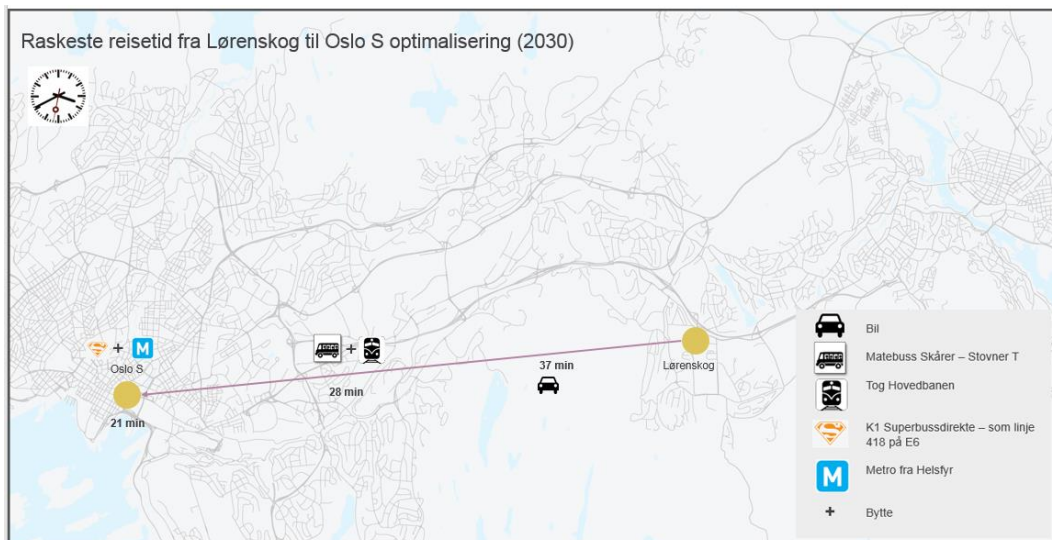 Raskeste reisetid fra Lørenskog til Oslo S optimalisering (2030)
+ M
Oslo S
21 min
+
28 min
37 min
Lørenskog
Bil
Matebuss Skårer – Stovner T
Tog Hovedbanen
K1 Superbussdirekte – som linje
418 på E6
M
Metro fra Helsfyr
+
Bytte